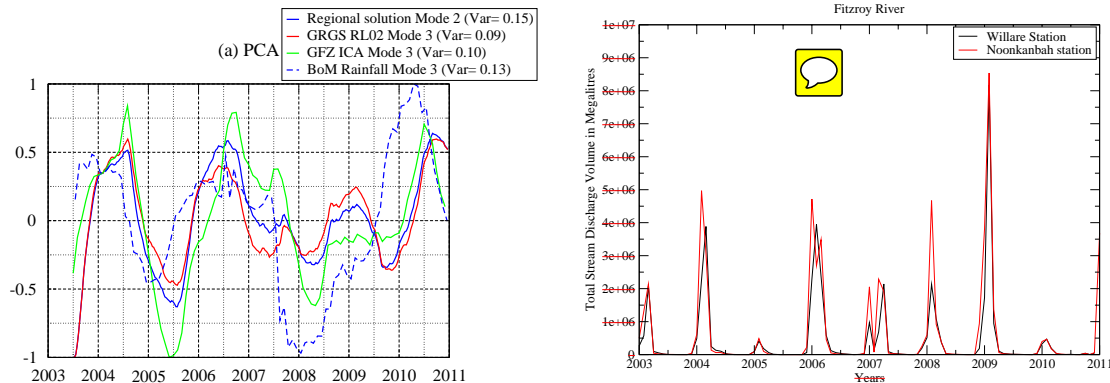 Regional solution Mode 2 (Var= 0.15)
GRGS RL02 Mode 3 (Var= 0.09)
GFZ ICA Mode 3 (Var= 0.10)
BoM Rainfall Mode 3 (Var= 0.13)
(a) PCA
1
0.5
0
-0.5
-1
2003 2004 2005 2006 2007 2008 2009 2010 2011
Fitzroy River
Willare Station
Noonkanbah station
Total Stream Discharge Volume in Megalitres
1e+07
9e+06
8e+06
7e+06
6e+06
5e+06
4e+06
3e+06
2e+06
1e+06
0
2003 2004 2005 2006 2007 2008 2009 2010 2011
Years